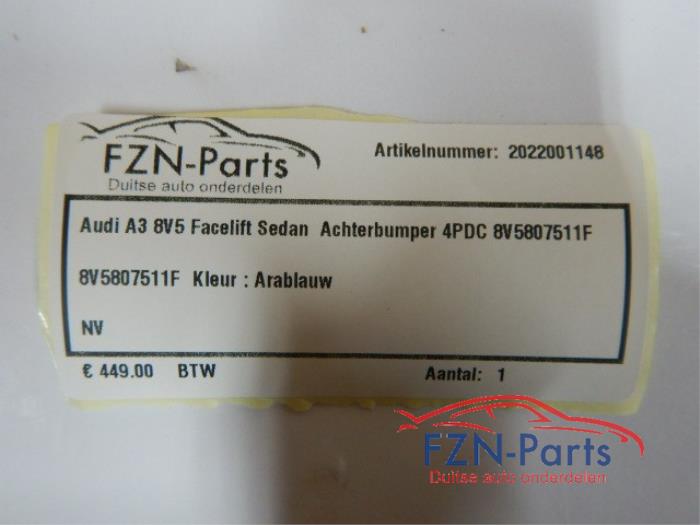 FZN-Parts
Duitse auto onderdelen
Artikelnummer: 2022001148
Audi A3 8V5 Facelift Sedan Achterbumper 4PDC 8V5807511F
8V5807511F Kleur : Arablauw
NV
€ 449.00 BTW
Aantal: 1
FZN-Parts
Duitse auto onderdelen